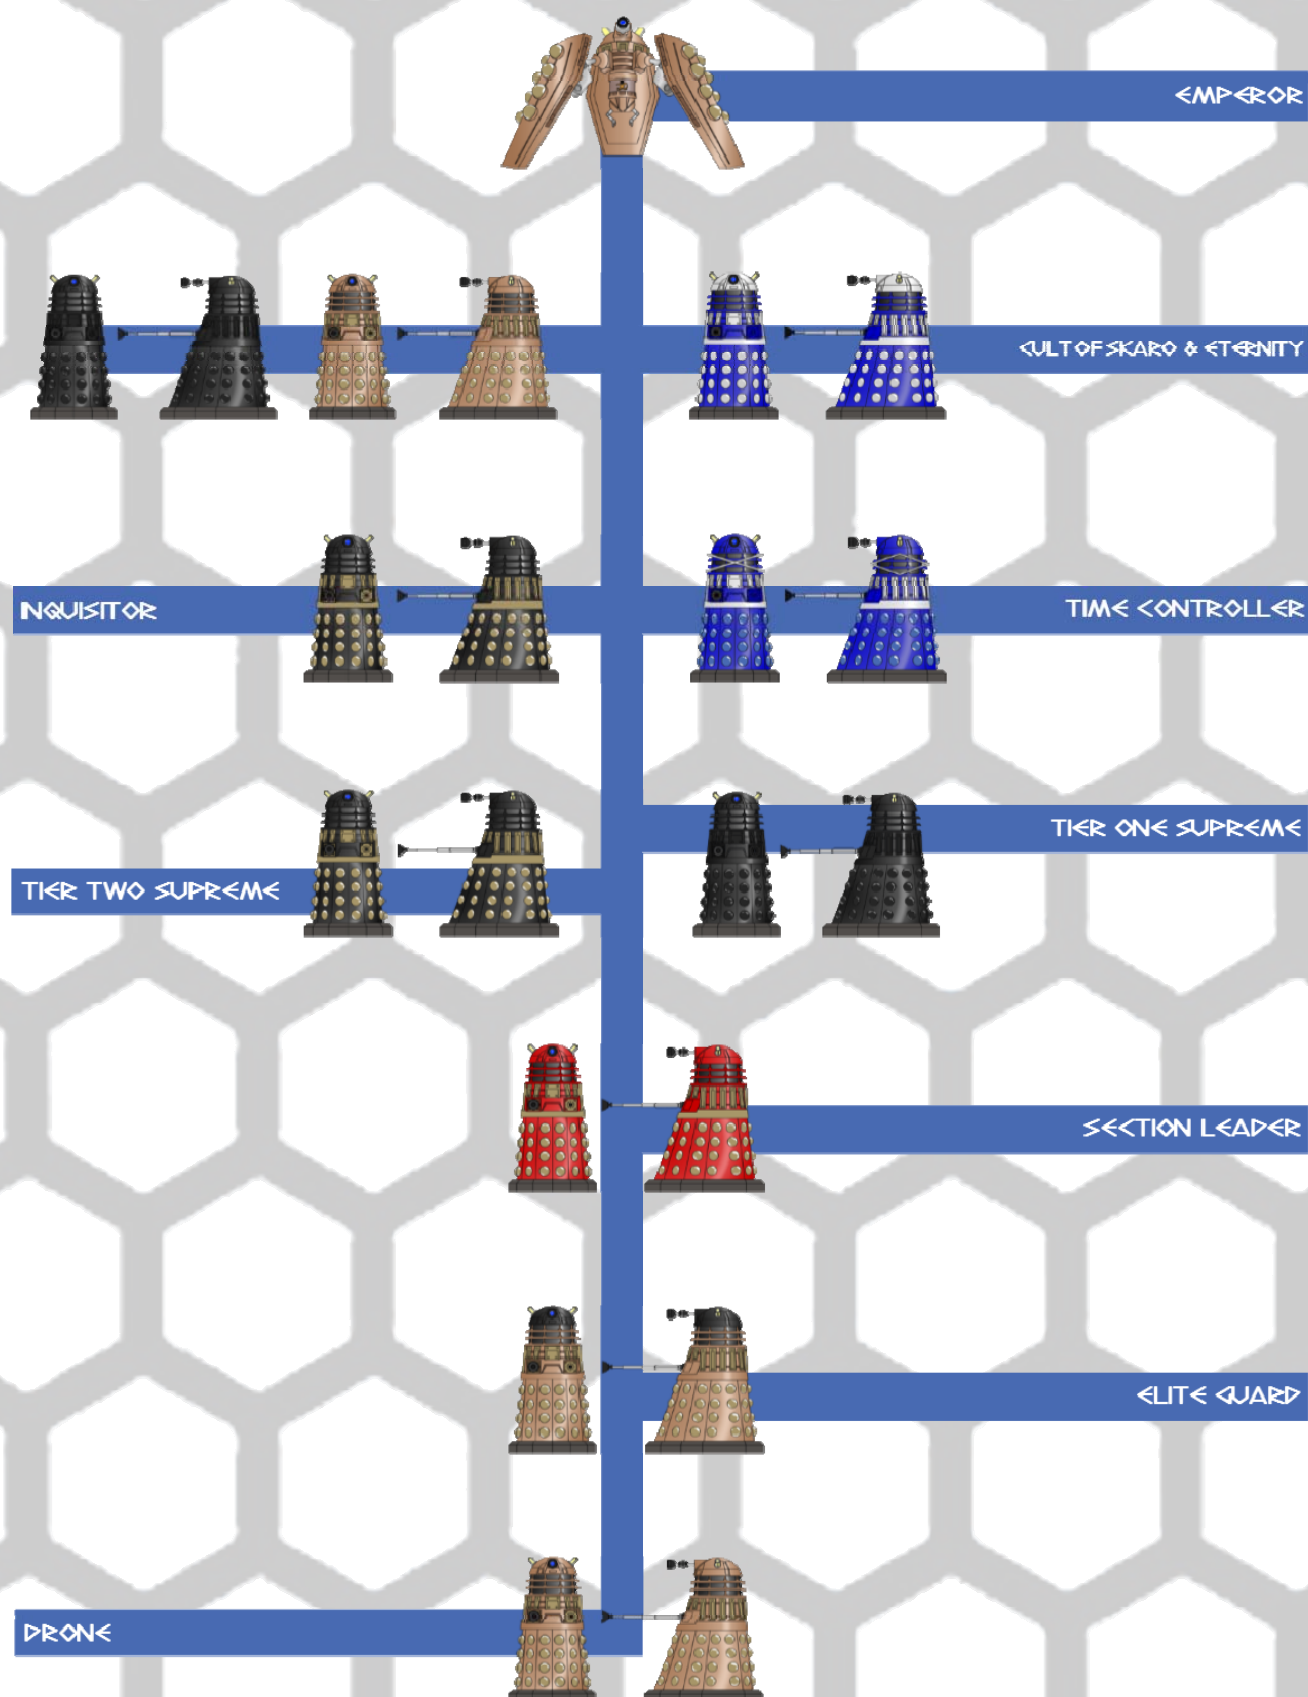 EMPEROR
CULT OF SKARO & ETERNITY
INQUISITOR
TIME CONTROLLER
TIER ONE SUPREME
TIER TWO SUPREME
SECTION LEADER
ELITE GUARD
DRONE